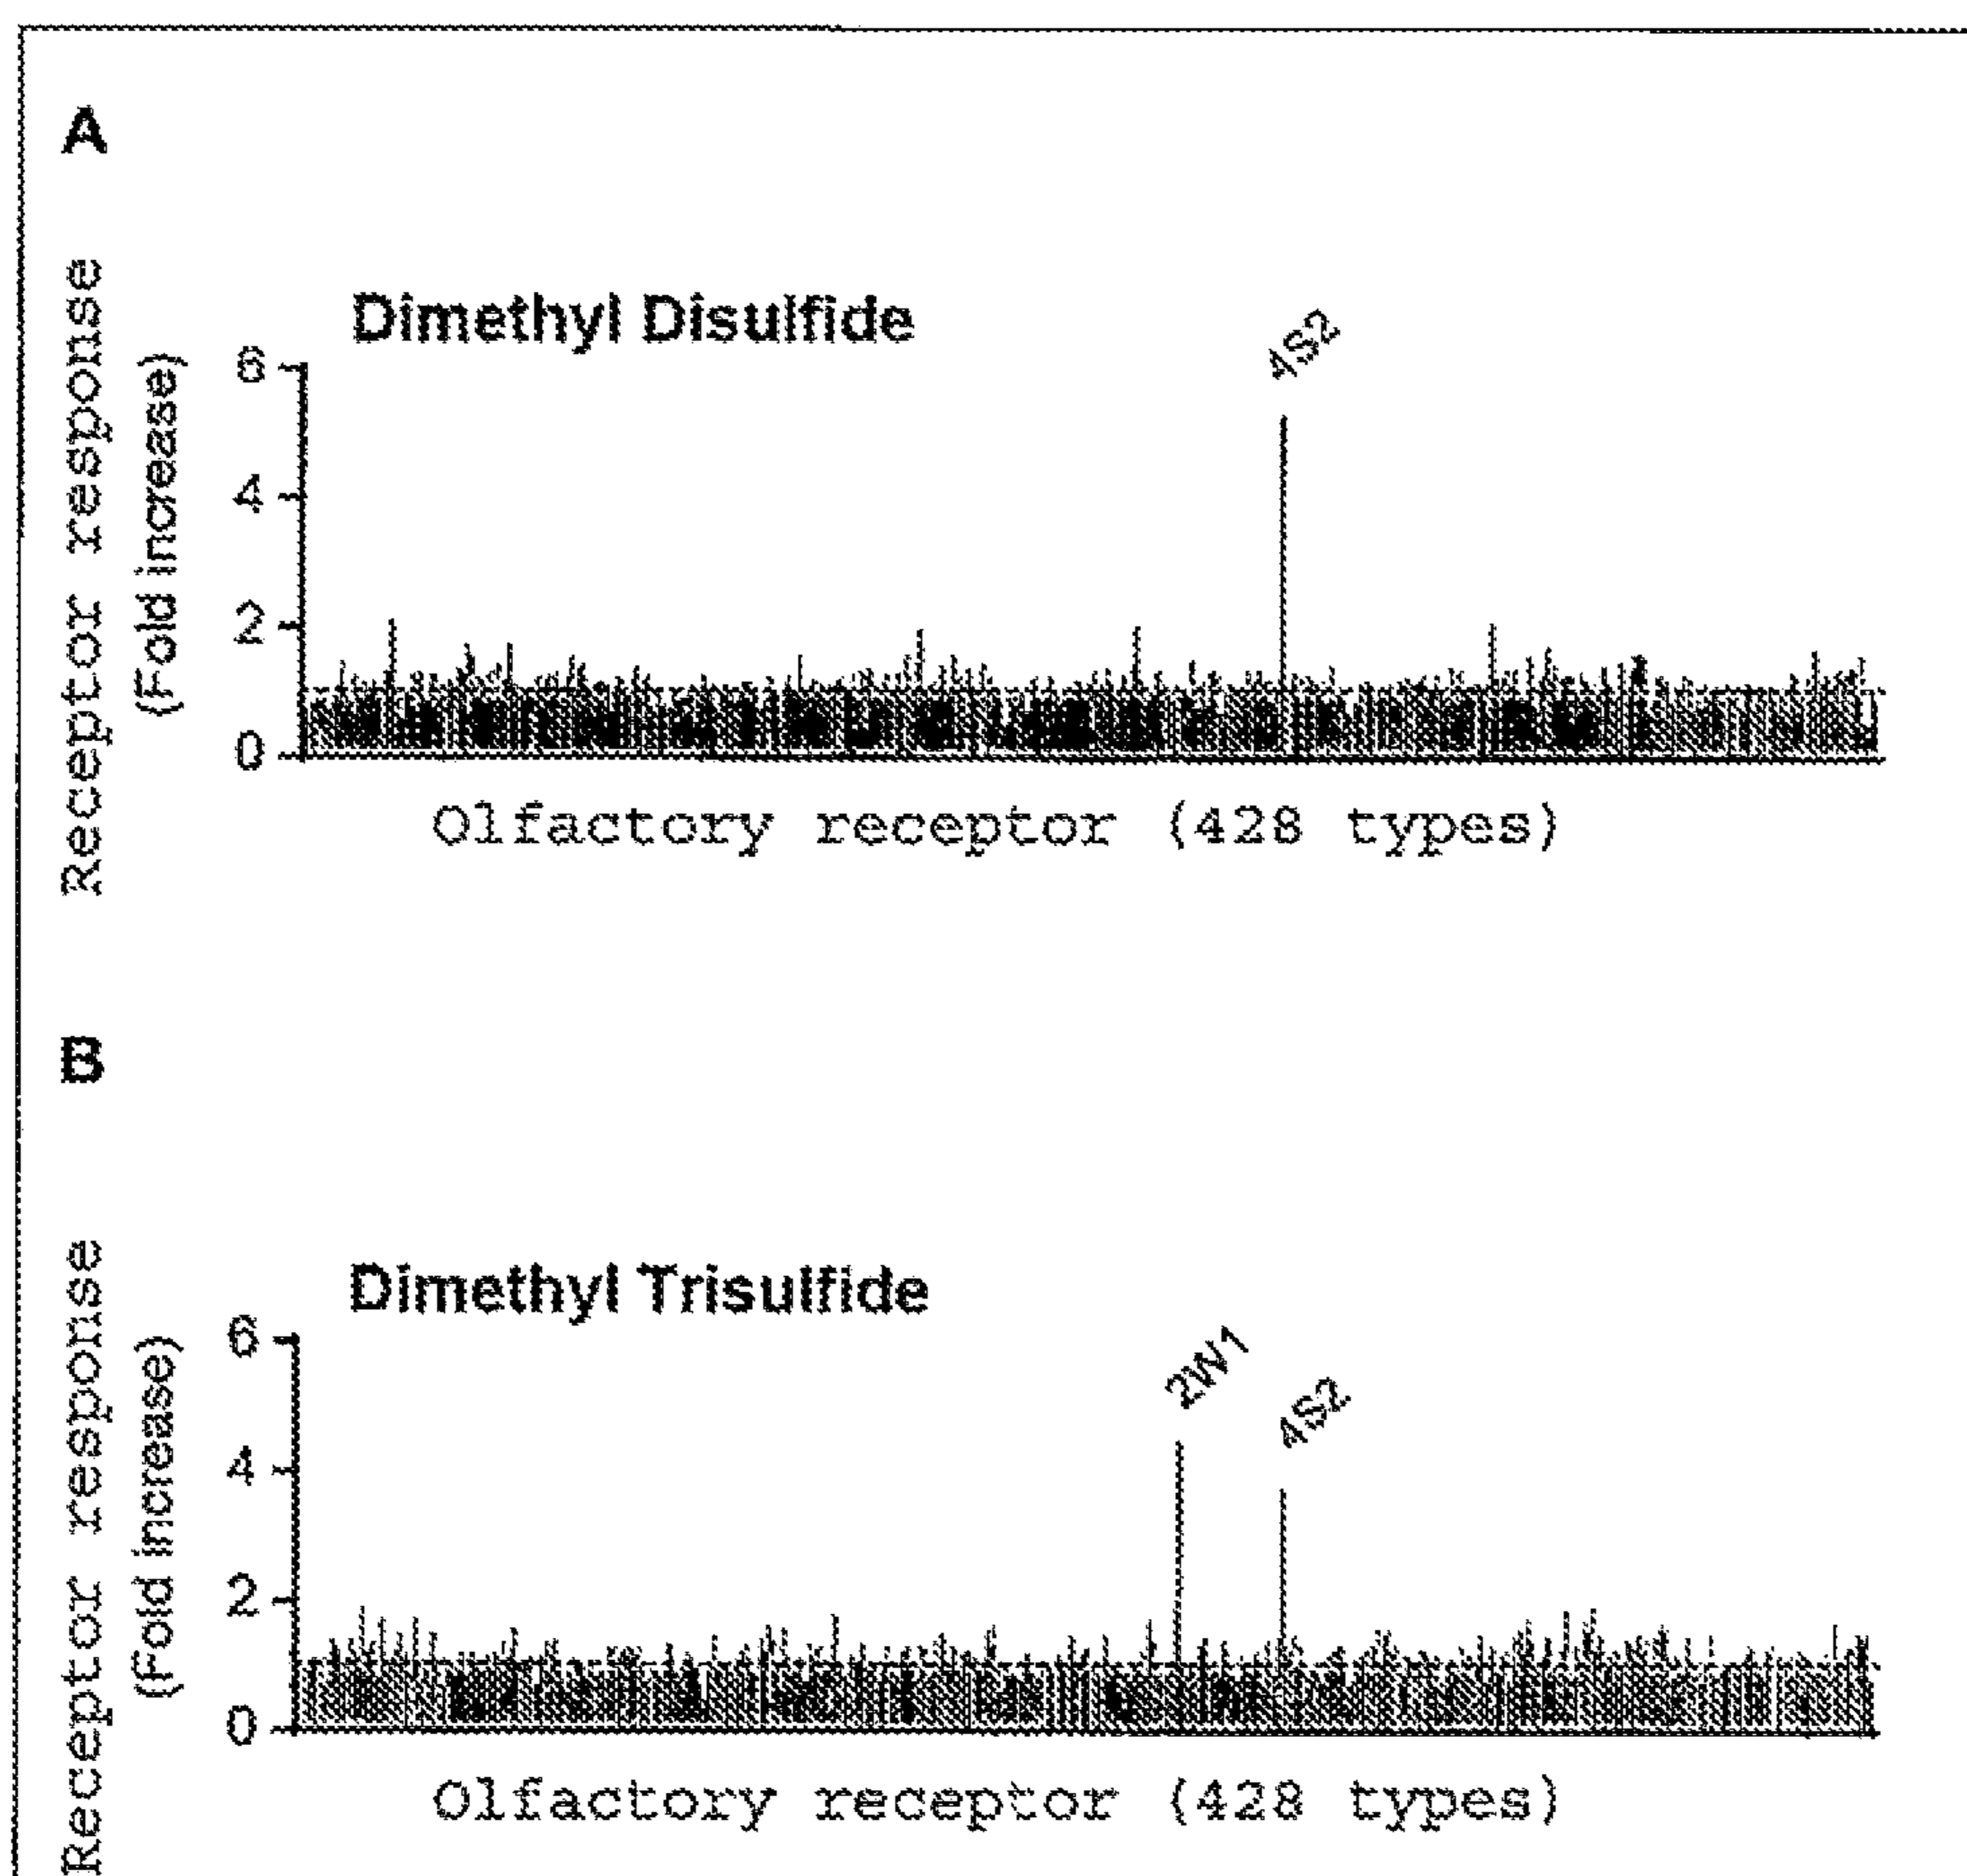 A
Receptor response
(Fold increase)
Dimethyl Disulfide
4S2
6
4
2
0
Olfactory receptor (428 types)
B
Receptor response
(Fold increase)
Dimethyl Trisulfide
2W1
4S2
6
4
2
0
Olfactory receptor (428 types)